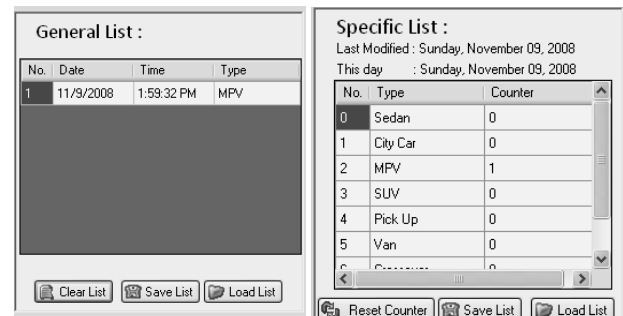 General List :
No. Date Time Type
1 11/9/2008 1:59:32 PM MPV
Clear List Save List Load List
Specific List :
Last Modified : Sunday, November 09, 2008
This day : Sunday, November 09, 2008
No. Type Counter
0 Sedan 0
1 City Car 0
2 MPV 1
3 SUV 0
4 Pick Up 0
5 Van 0
Reset Counter Save List Load List